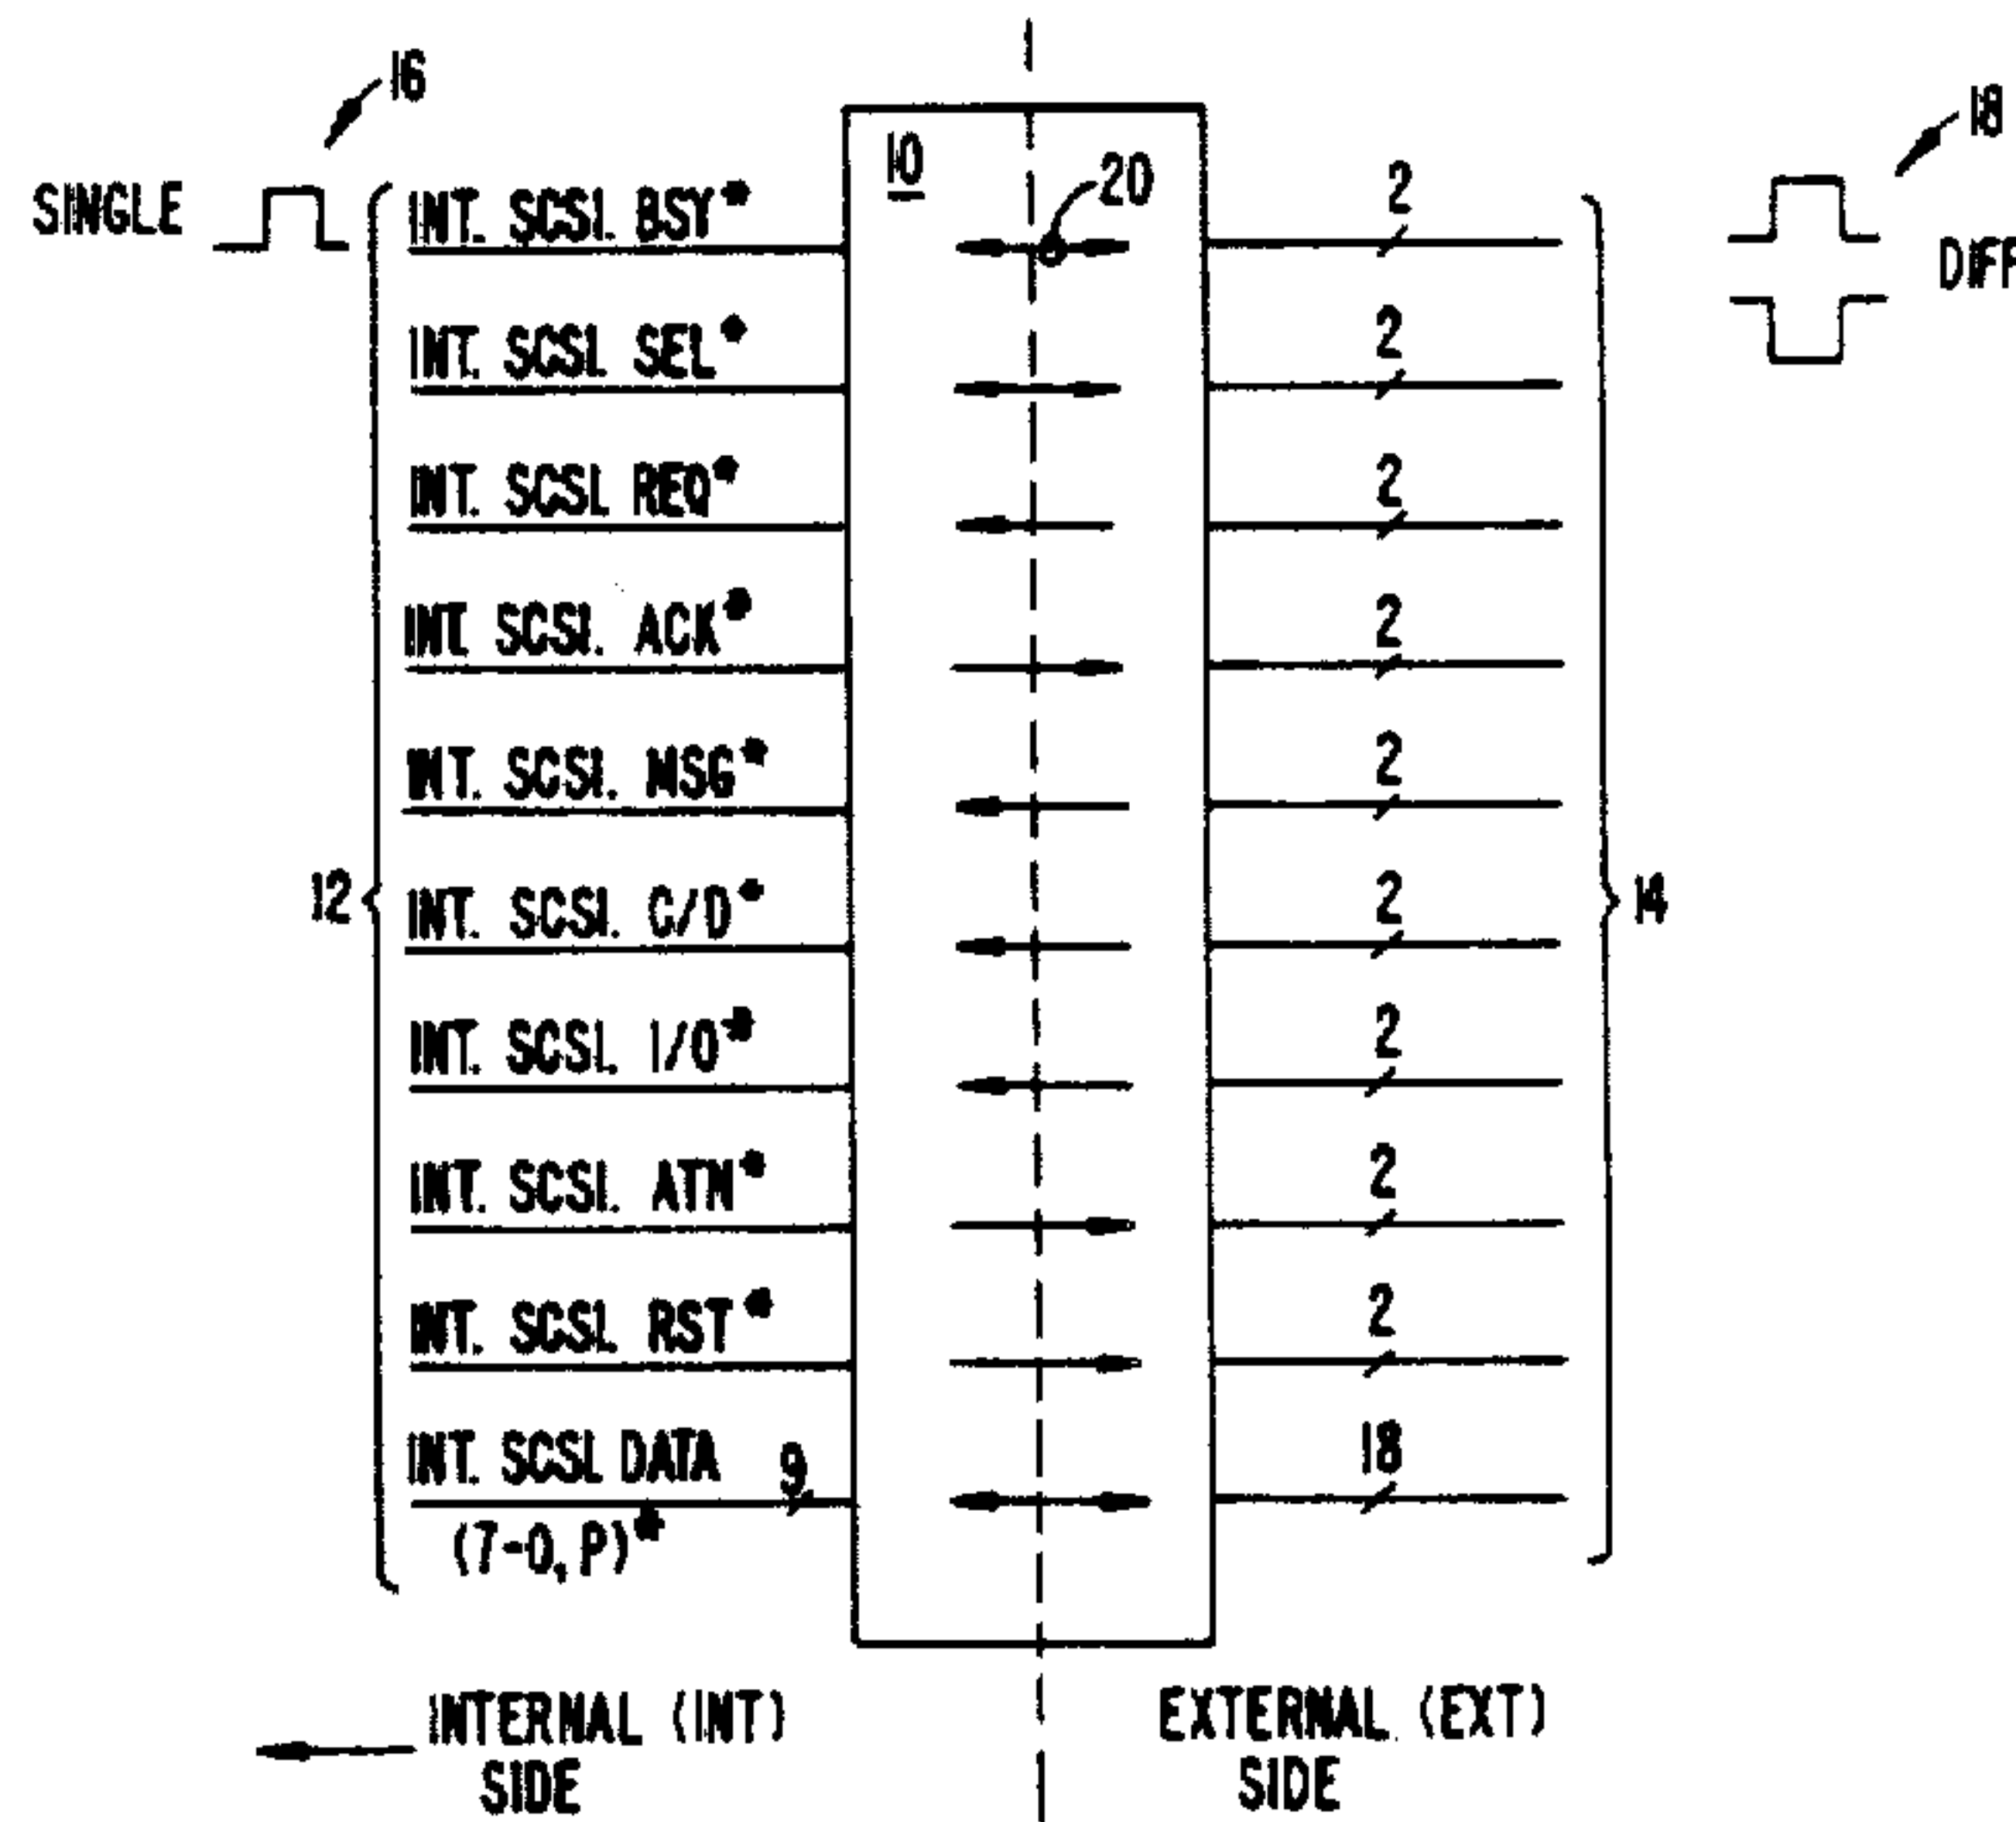 16
18
10
20
SINGLE
INT. SCSI. BSY*
2
DIFF
INT. SCSI. SEL*
2
INT. SCSI. REQ*
2
INT. SCSI. ACK*
2
INT. SCSI. MSG*
2
12
INT. SCSI. C/D*
2
14
INT. SCSI. I/O*
2
INT. SCSI. ATN*
2
INT. SCSI. RST*
2
INT. SCSI. DATA
9
18
(7-0, P)*
INTERNAL (INT)
SIDE
EXTERNAL (EXT)
SIDE